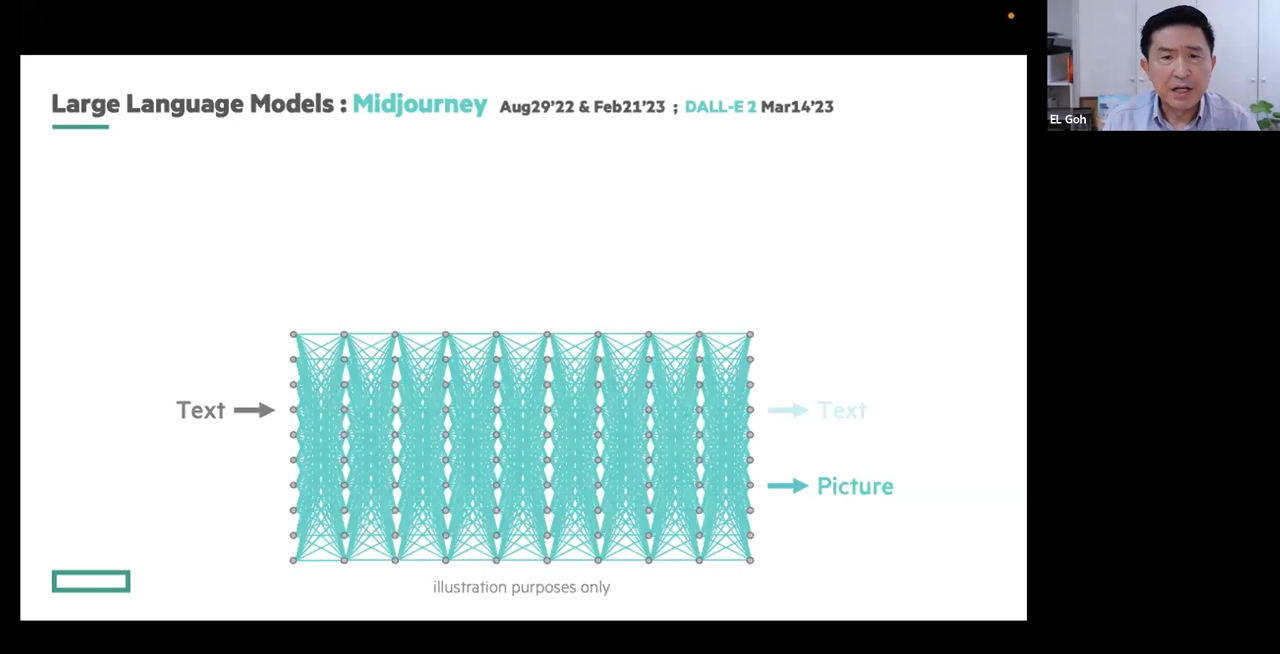 Large Language Models : Midjourney Aug29'22 & Feb21'23 ; DALL-E 2 Mar14'23
EL Goh
Text
Text
Picture
illustration purposes only